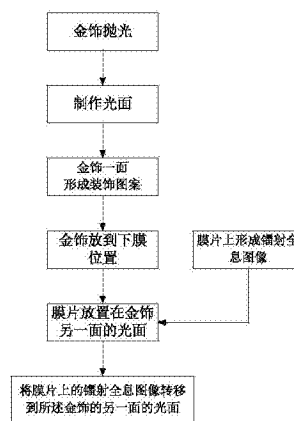 金饰抛光
制作光面
金饰一面
形成装饰图案
金饰放到下膜
位置
膜片上形成镭射全
息图像
膜片放置在金饰
另一面的光面
将膜片上的镭射全息图像转移
到所述金饰的另一面的光面